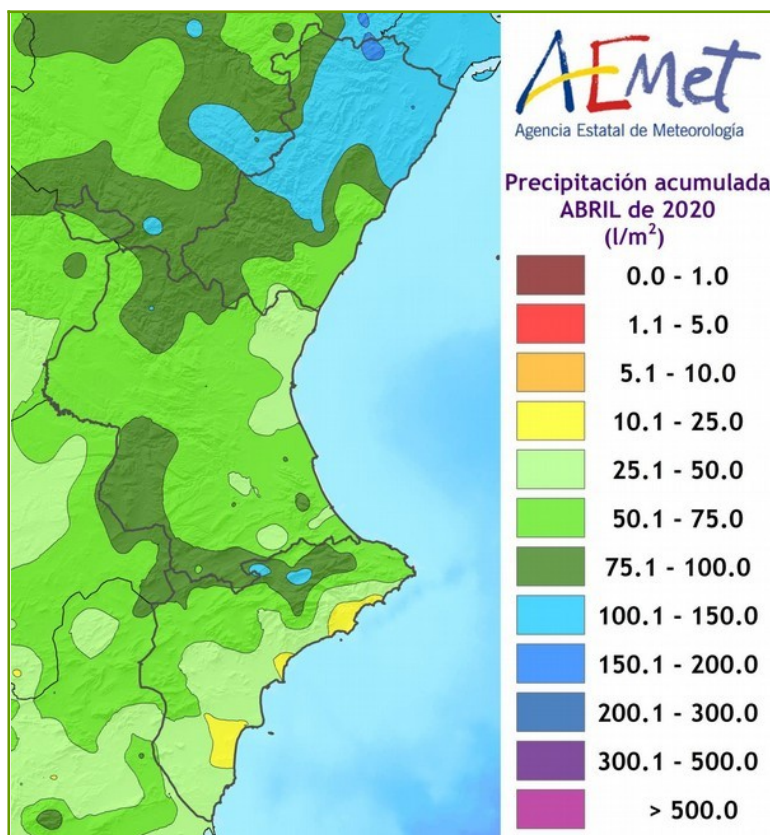 AEMet
Agencia Estatal de Meteorología
Precipitación acumulada
ABRIL de 2020
(l/m²)
0.0 - 1.0
1.1 - 5.0
5.1 - 10.0
10.1 - 25.0
25.1 - 50.0
50.1 - 75.0
75.1 - 100.0
100.1 - 150.0
150.1 - 200.0
200.1 - 300.0
300.1 - 500.0
> 500.0